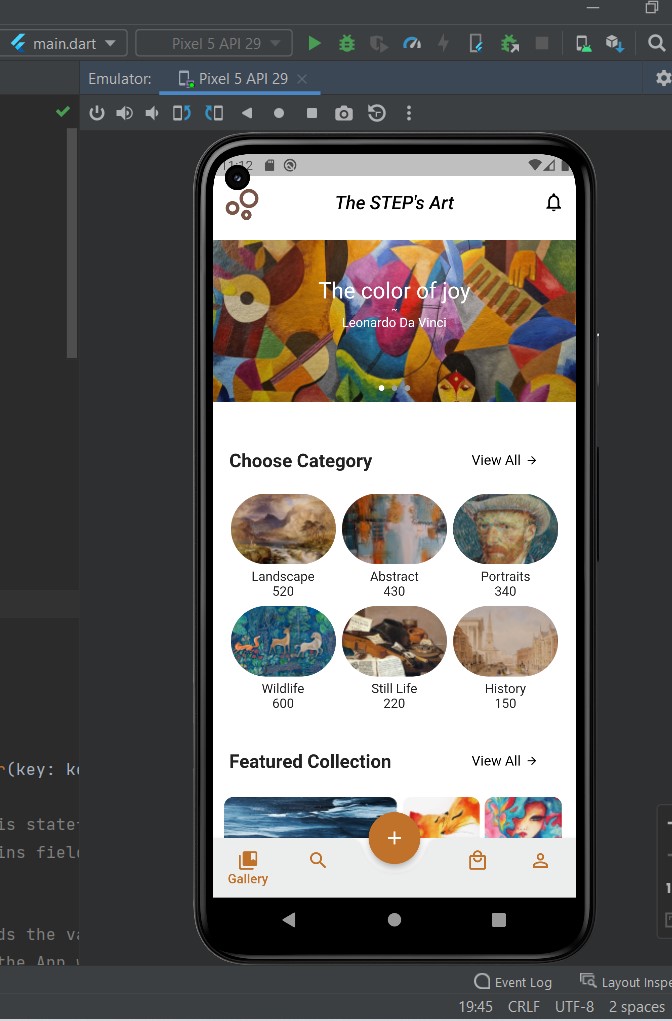 main.dart
Pixel 5 API 29
Emulator:
Pixel 5 API 29
1:12
The STEP's Art
The color of joy
~
Leonardo Da Vinci
Choose Category
View All →
Landscape
520
Abstract
430
Portraits
340
Wildlife
600
Still Life
220
History
150
Featured Collection
View All →
+
Gallery
(key: k
is state
ins fiel
ds the va
the App
Event Log
Layout Inspe
19:45
CRLF
UTF-8
2 spaces